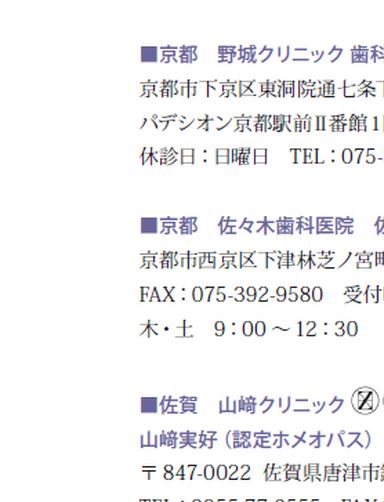 ■京都　野城クリニック 歯科
京都市下京区東洞院通七条下
パデシオン京都駅前Ⅱ番館1
休診日：日曜日　TEL：075-
■京都　佐々木歯科医院　佐
京都市西京区下津林芝ノ宮町
FAX：075-392-9580　受付
木・土　9：00 ～ 12：30
■佐賀　山﨑クリニック Ⓩ
山﨑実好（認定ホメオパス）
〒 847-0022 佐賀県唐津市